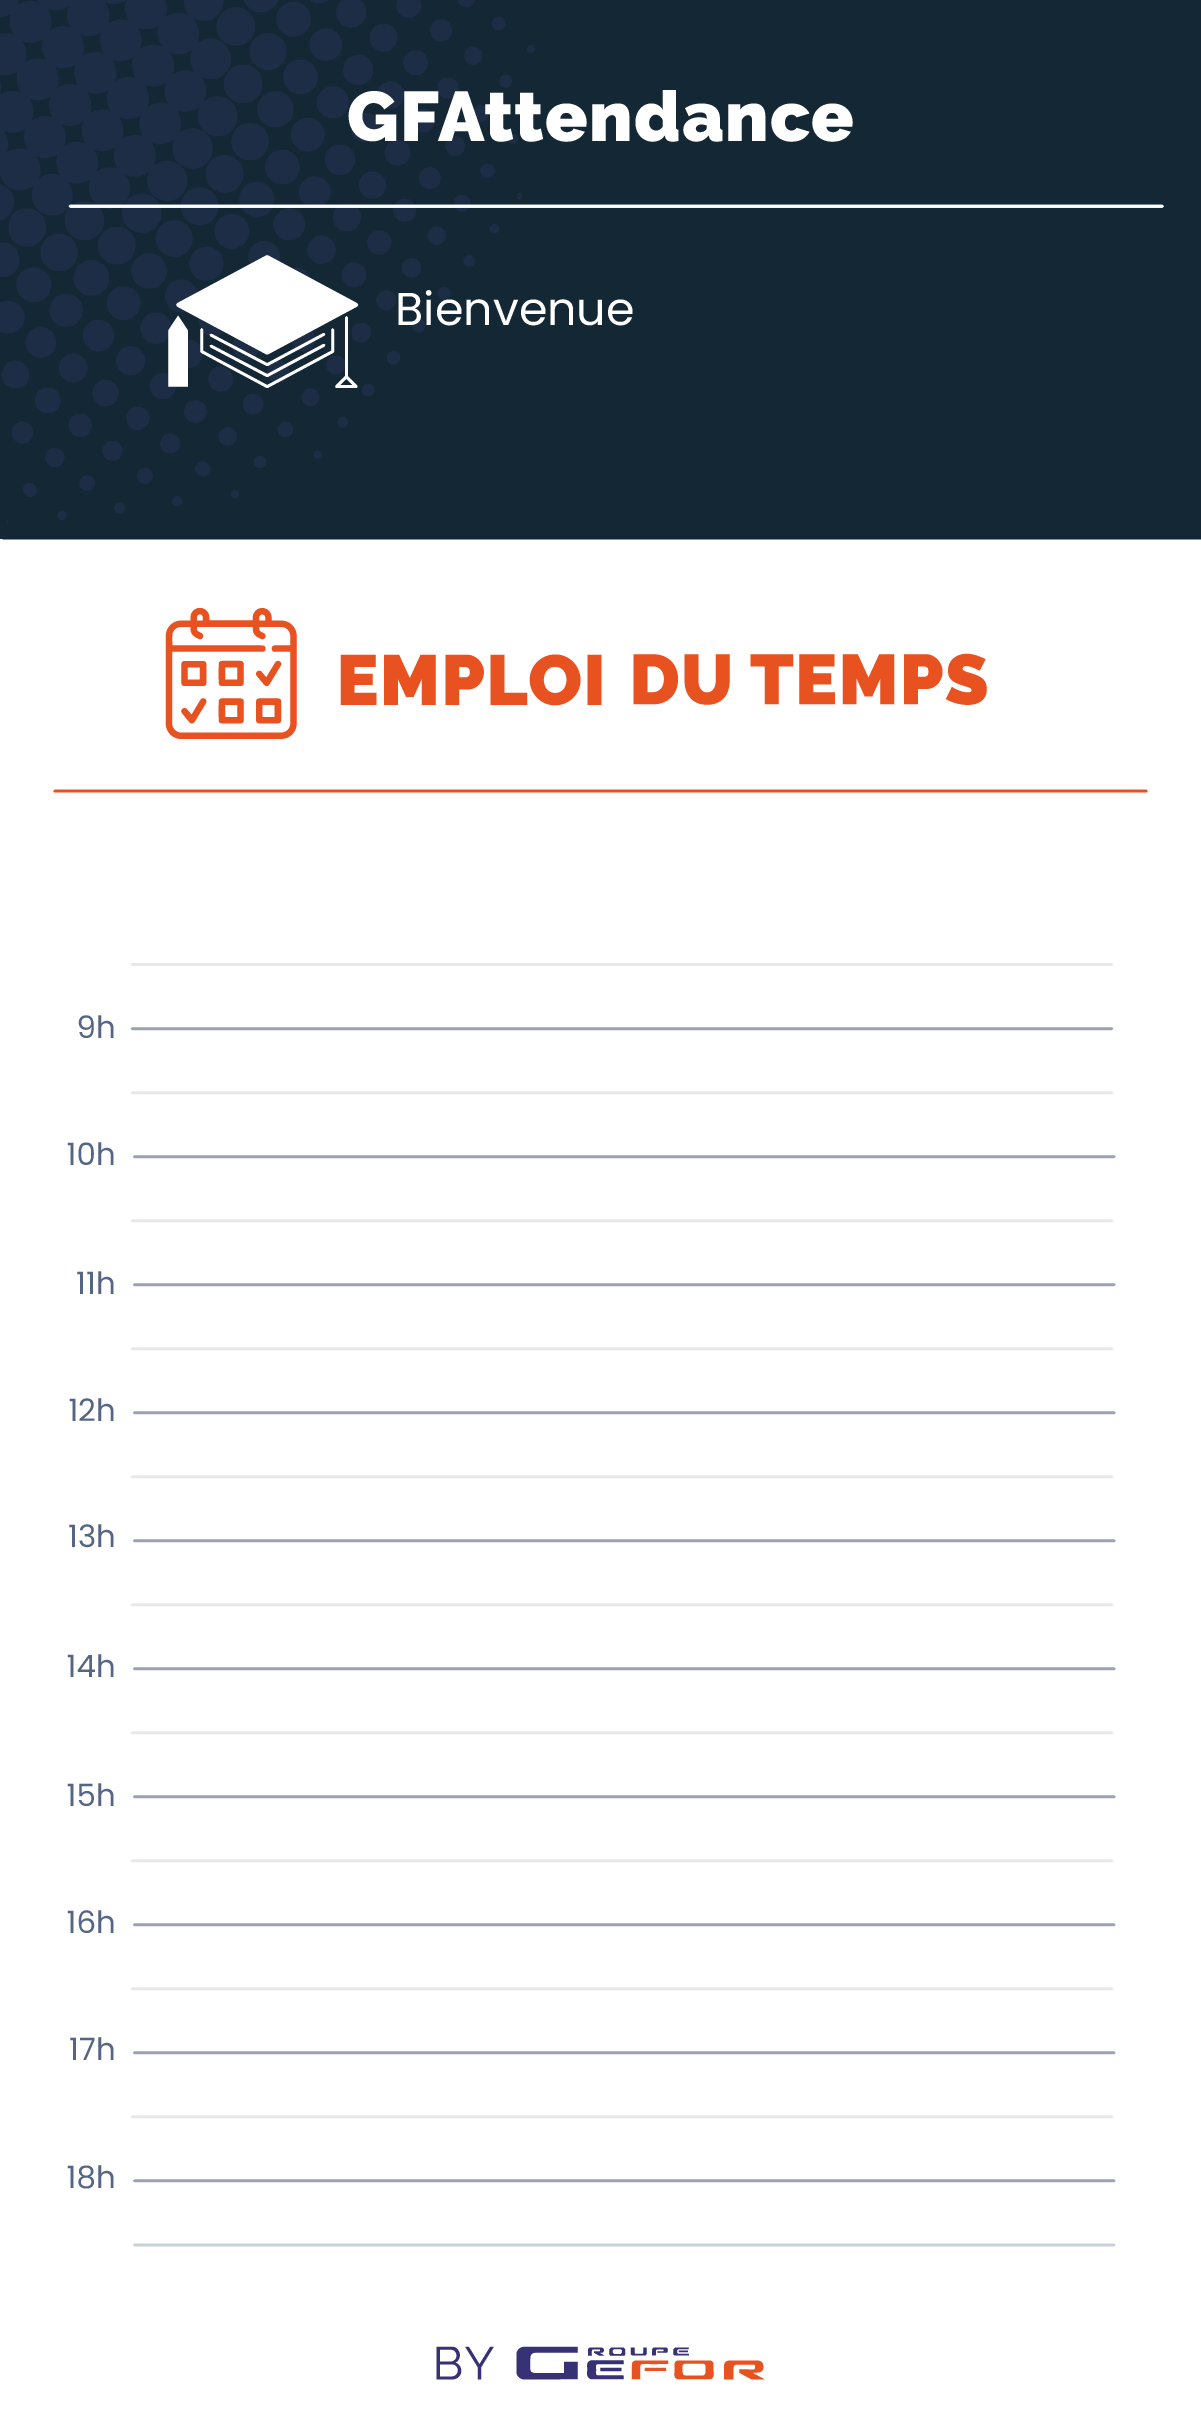 GFAttendance
Bienvenue
EMPLOI DU TEMPS
9h
10h
11h
12h
13h
14h
15h
16h
17h
18h
BY GROUPE GEFOR